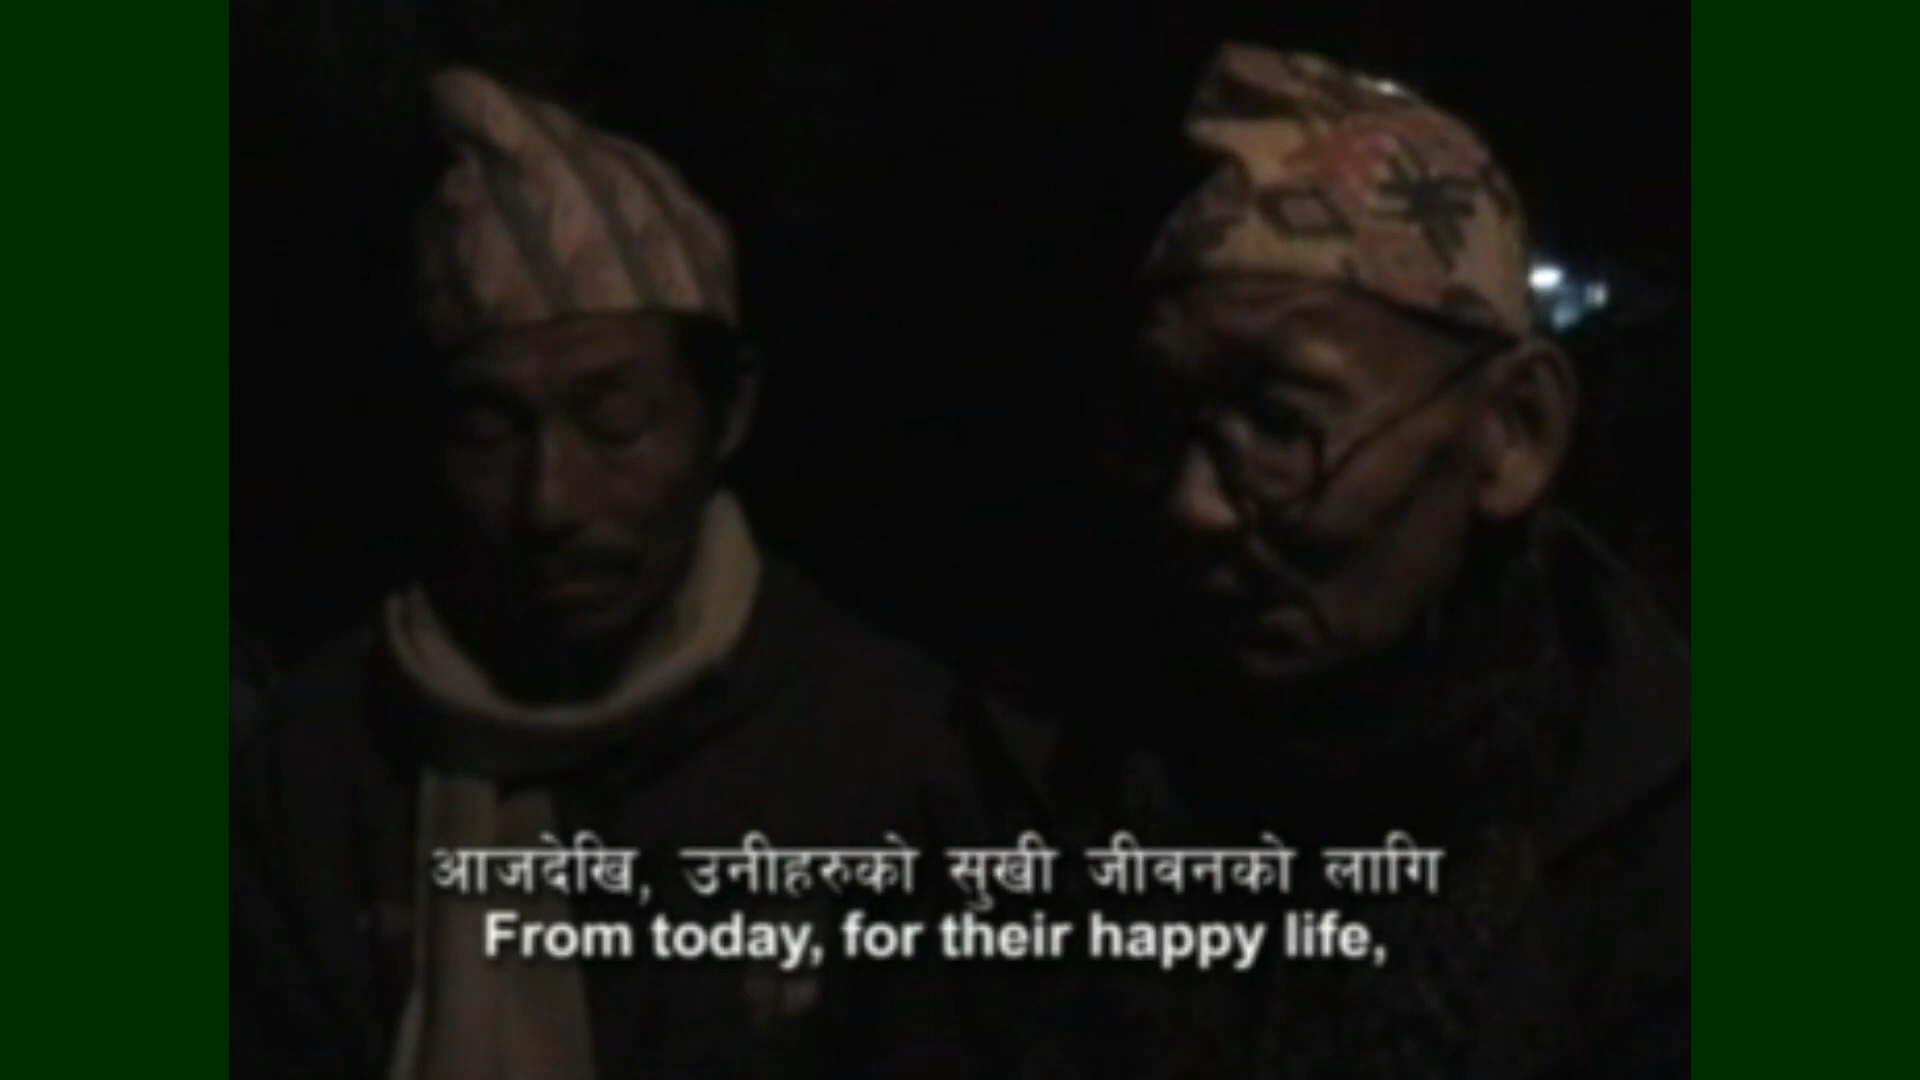 आजदेखि, उनीहरुको सुखी जीवनको लागि
From today, for their happy life,